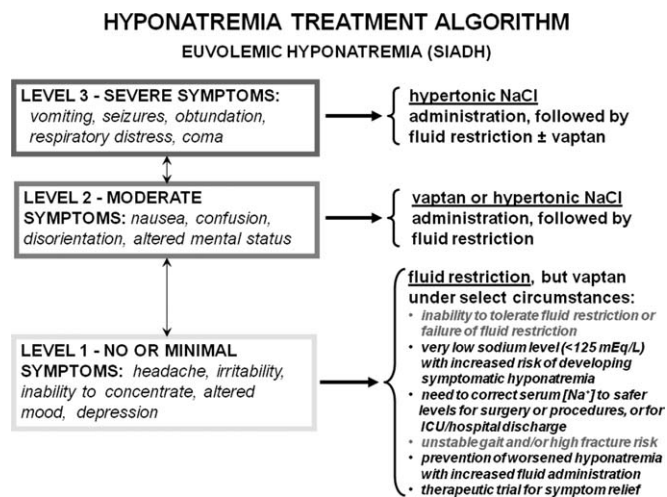 HYPONATREMIA TREATMENT ALGORITHM
EUVOLEMIC HYPONATREMIA (SIADH)
LEVEL 3 - SEVERE SYMPTOMS:
vomiting, seizures, obtundation,
respiratory distress, coma
hypertonic NaCl
administration, followed by
fluid restriction ± vaptan
LEVEL 2 - MODERATE
SYMPTOMS: nausea, confusion,
disorientation, altered mental status
vaptan or hypertonic NaCl
administration, followed by
fluid restriction
LEVEL 1 - NO OR MINIMAL
SYMPTOMS: headache, irritability,
inability to concentrate, altered
mood, depression
fluid restriction, but vaptan
under select circumstances:
• inability to tolerate fluid restriction or
failure of fluid restriction
• very low sodium level (<125 mEq/L)
with increased risk of developing
symptomatic hyponatremia
• need to correct serum [Na+] to safer
levels for surgery or procedures, or for
ICU/hospital discharge
• unstable gait and/or high fracture risk
• prevention of worsened hyponatremia
with increased fluid administration
• therapeutic trial for symptom relief